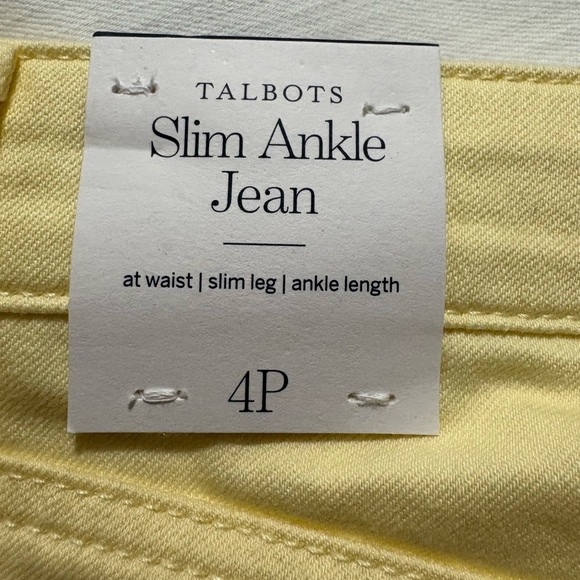 TALBOTS
Slim Ankle
Jean
at waist | slim leg | ankle length
4P